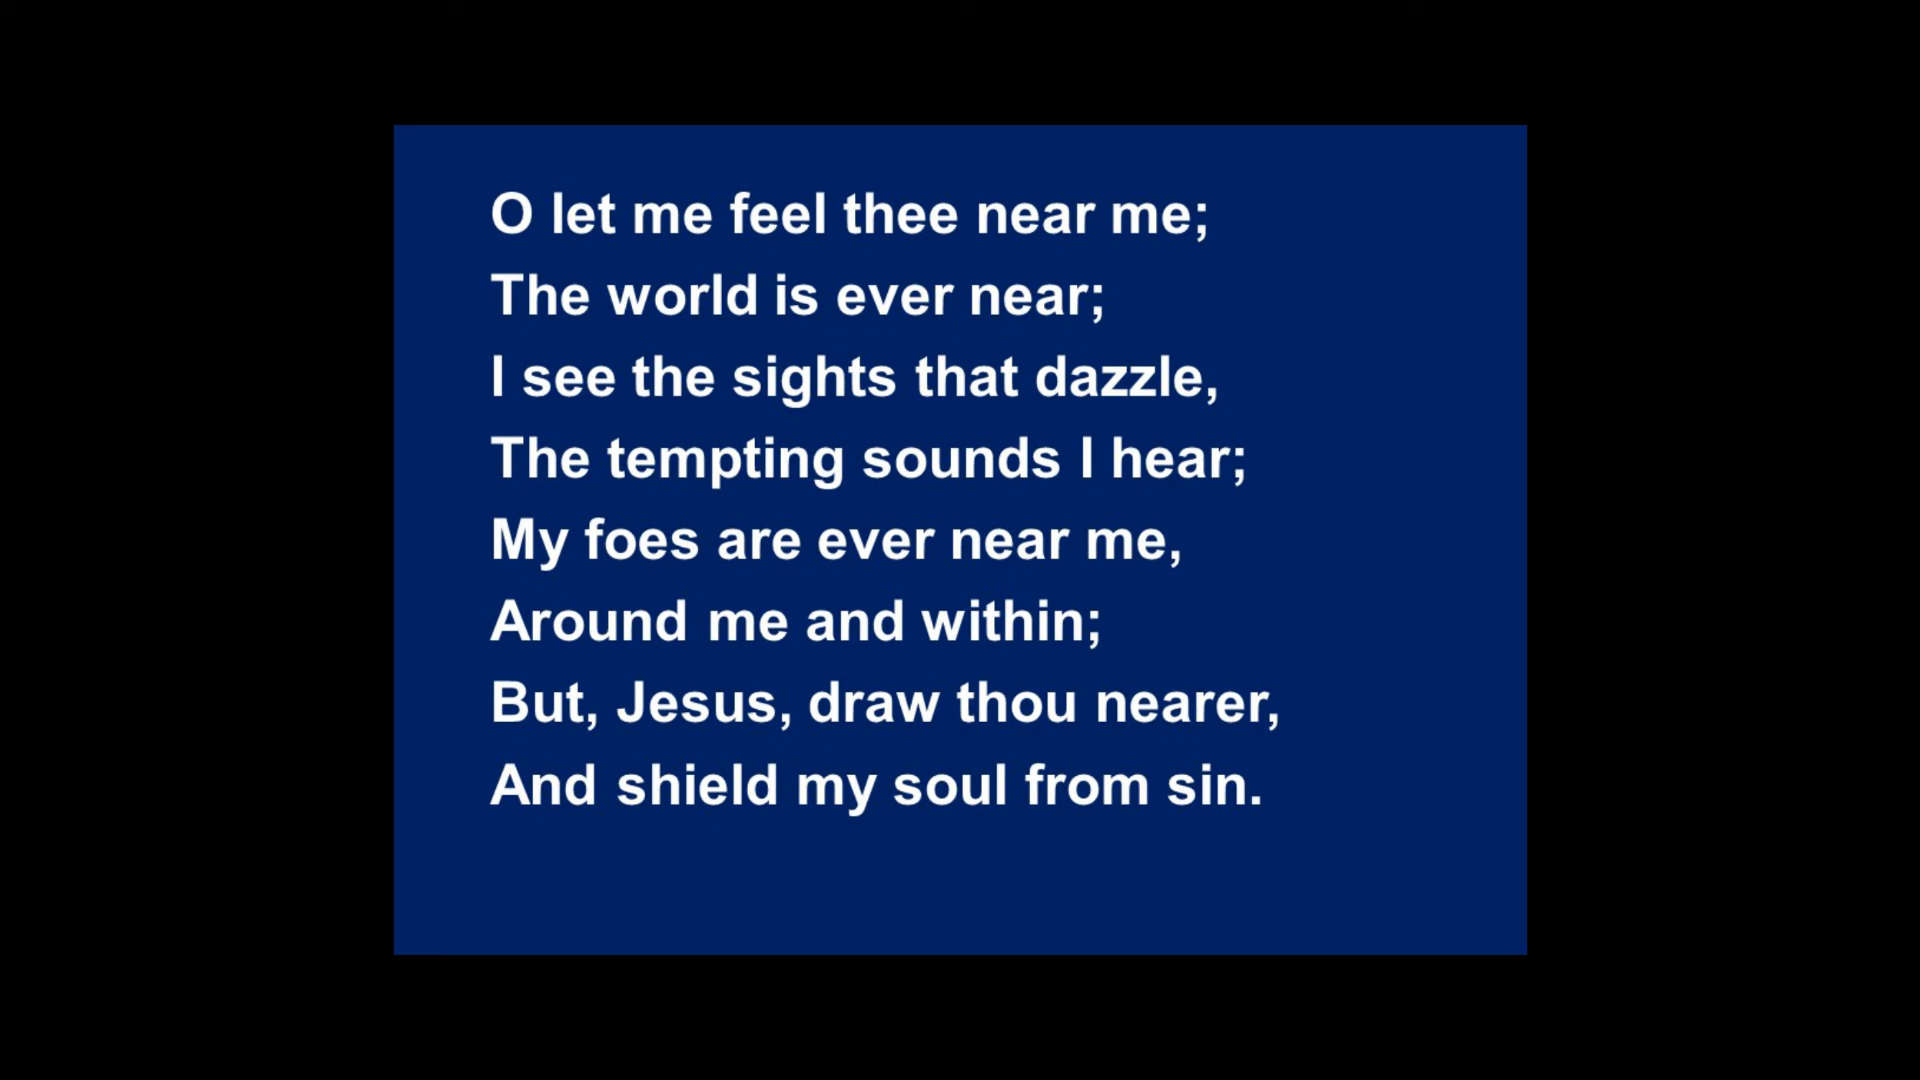 O let me feel thee near me;
The world is ever near;
I see the sights that dazzle,
The tempting sounds I hear;
My foes are ever near me,
Around me and within;
But, Jesus, draw thou nearer,
And shield my soul from sin.